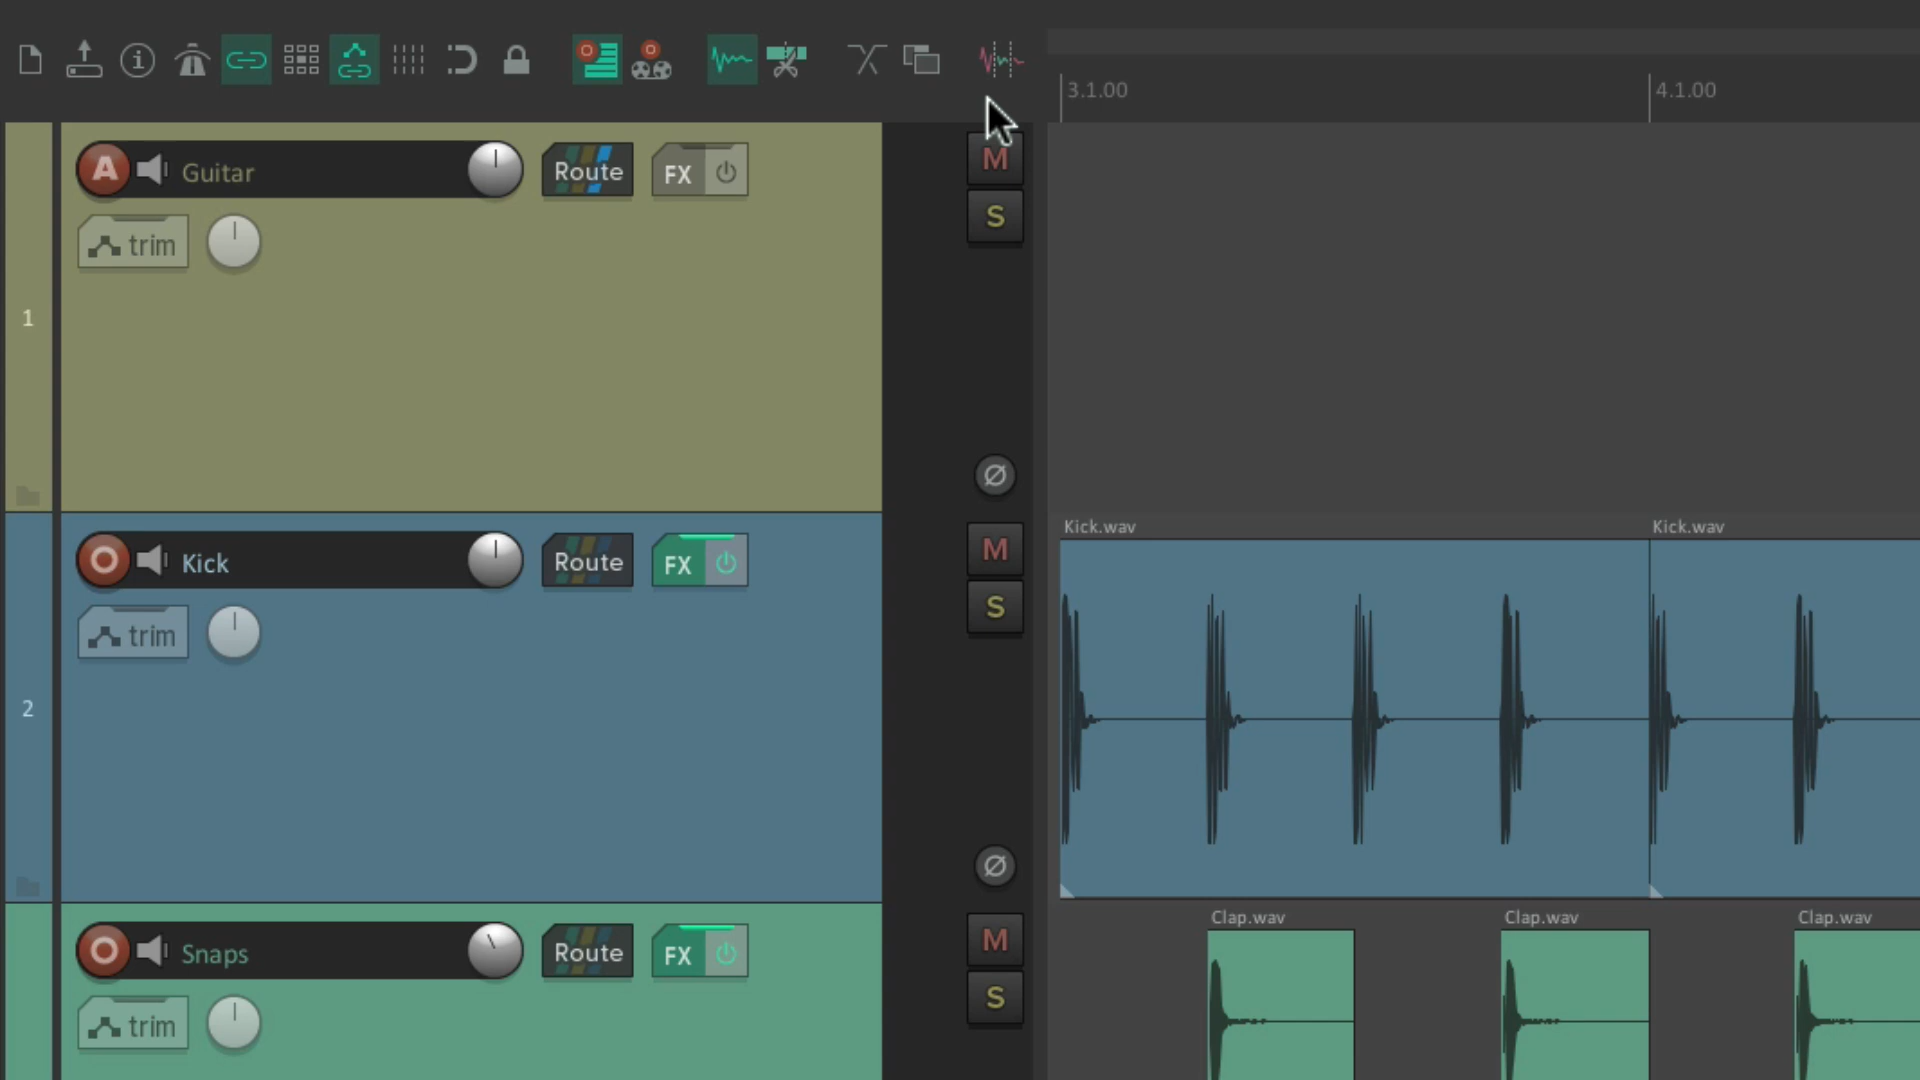 3.1.00 4.1.00
A Guitar Route FX M
trim S
1
Kick.wav Kick.wav
Kick Route FX M
trim S
2
Clap.wav Clap.wav Clap.wav
Snaps Route FX M
trim S